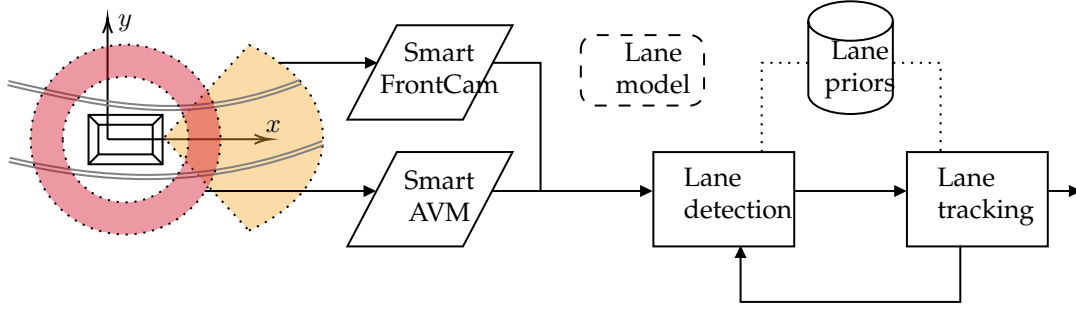 y
x
Smart
FrontCam
Smart
AVM
Lane
model
Lane
priors
Lane
detection
Lane
tracking